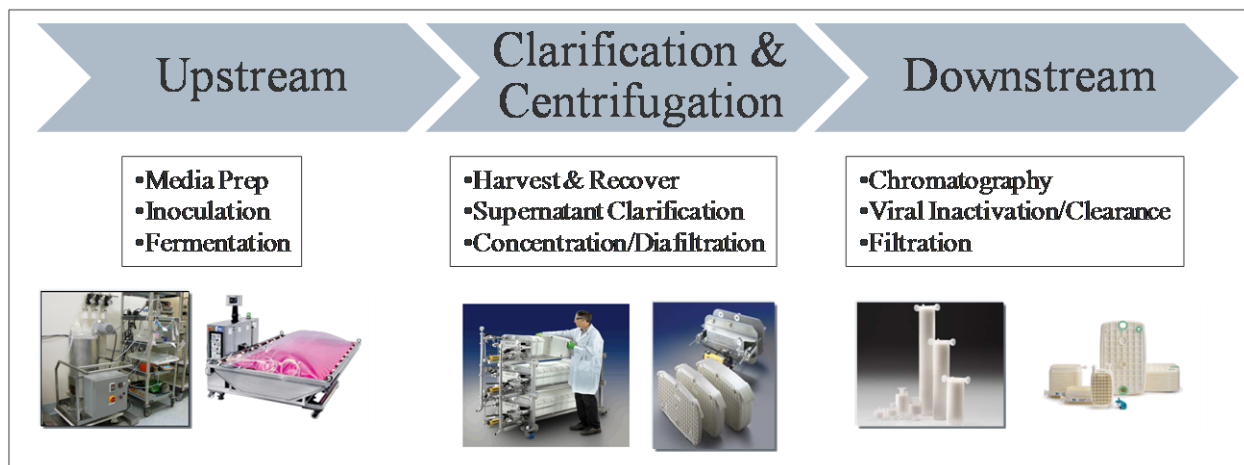 Upstream
Clarification &
Centrifugation
Downstream
▪Media Prep
▪Inoculation
▪Fermentation
▪Harvest & Recover
▪Supernatant Clarification
▪Concentration/Diafiltration
▪Chromatography
▪Viral Inactivation/Clearance
▪Filtration